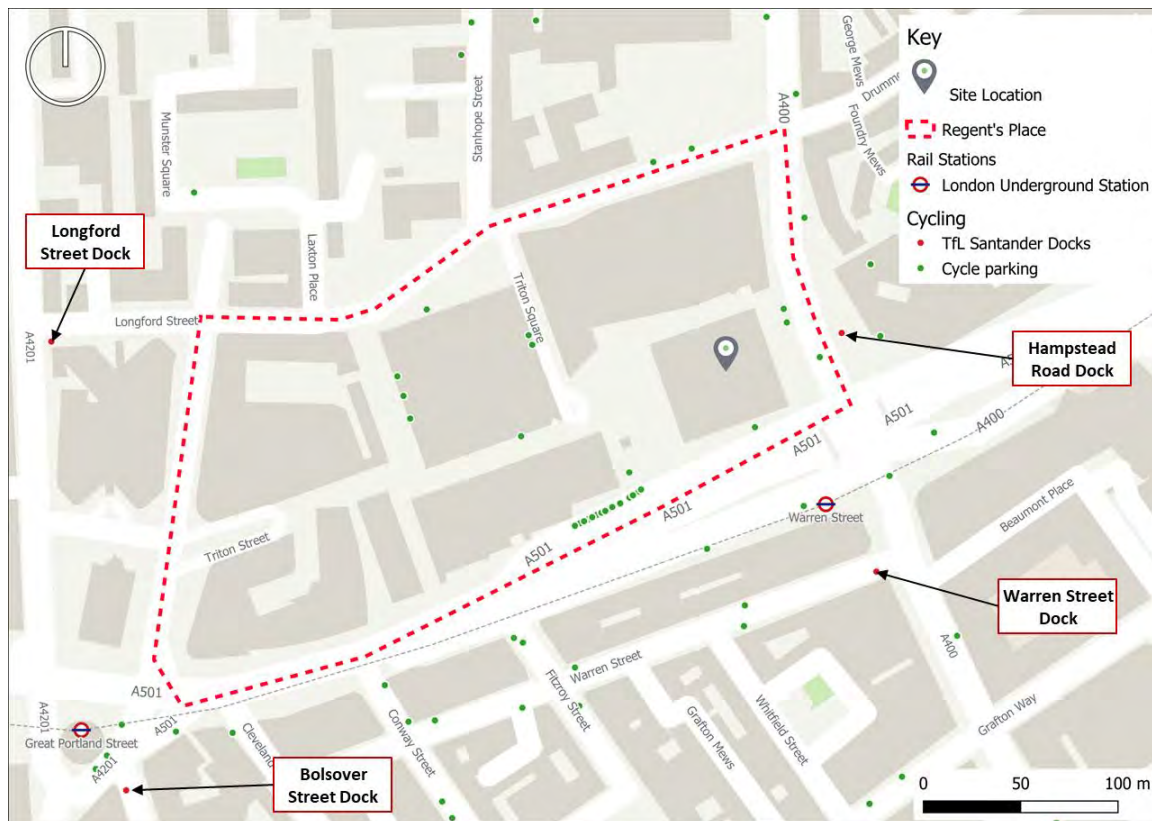 Key
Site Location
Regent's Place
Rail Stations
London Underground Station
Cycling
TfL Santander Docks
Cycle parking
George Mews
Foundry Mews
A400
Stanhope Street
Munster Square
Laxton Place
Longford
Street Dock
Longford Street
A4201
Triton Square
Hampstead
Road Dock
A501
A501
A400
A501
A501
Warren Street
Beaumont Place
Triton Street
Warren Street
Dock
A400
Warren Street
Fitzroy Street
Whitfield Street
Grafton Mews
Grafton Way
Conway Street
A501
A501
A4201
Great Portland Street
A4201
Bolsover
Street Dock
0 50 100 m